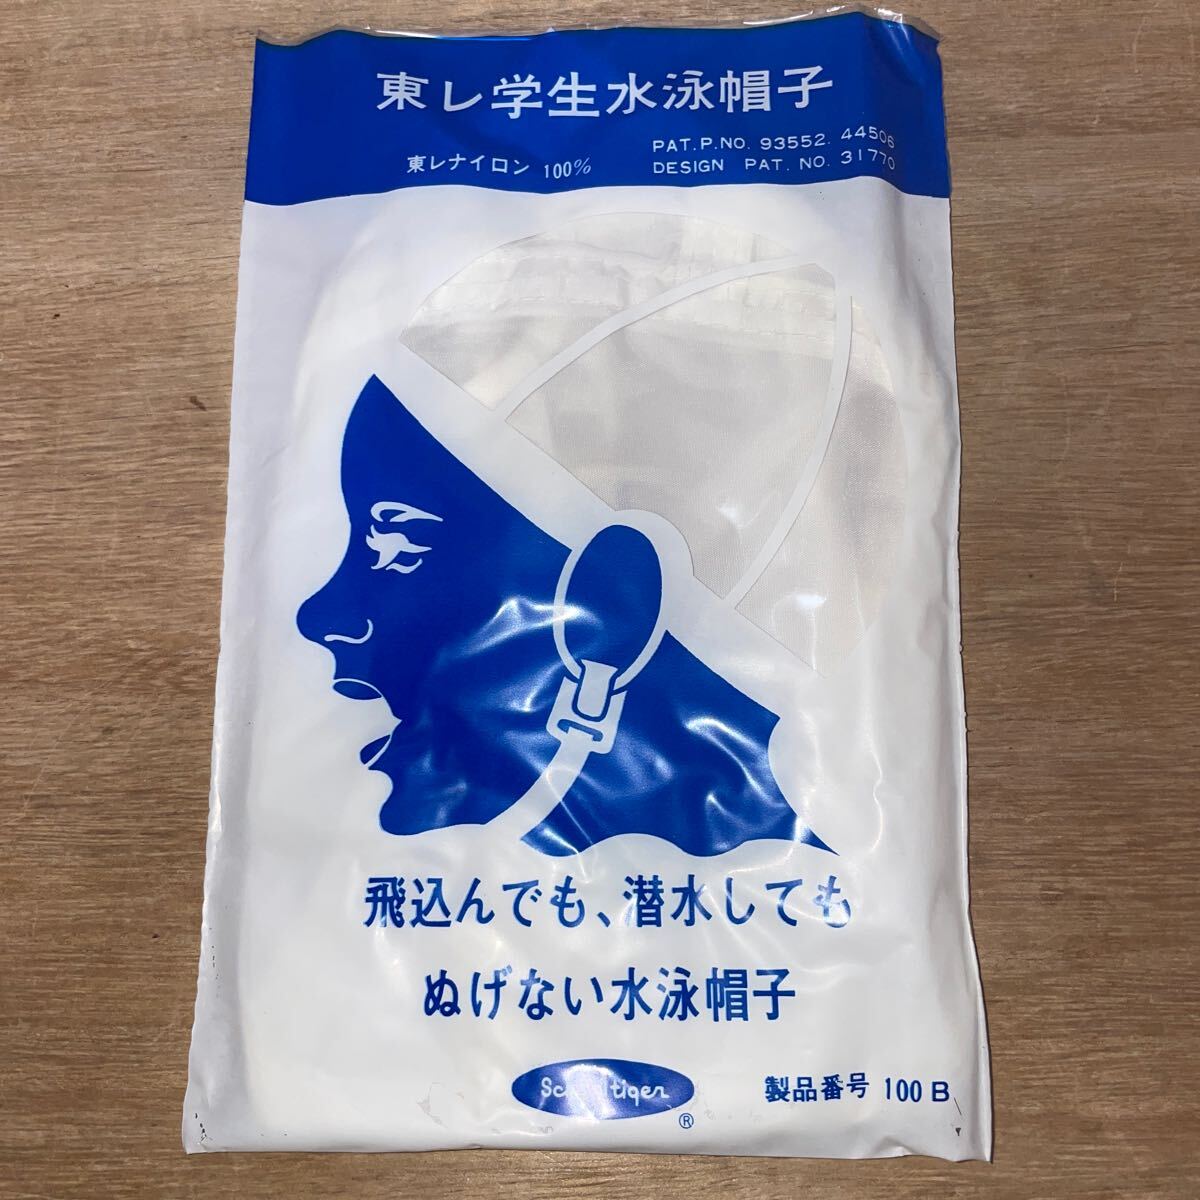 東レ学生水泳帽子
東レナイロン 100%
PAT.P.NO. 93552. 44506
DESIGN PAT. NO. 31770
飛込んでも、潜水しても
ぬげない水泳帽子
®
製品番号 100 B